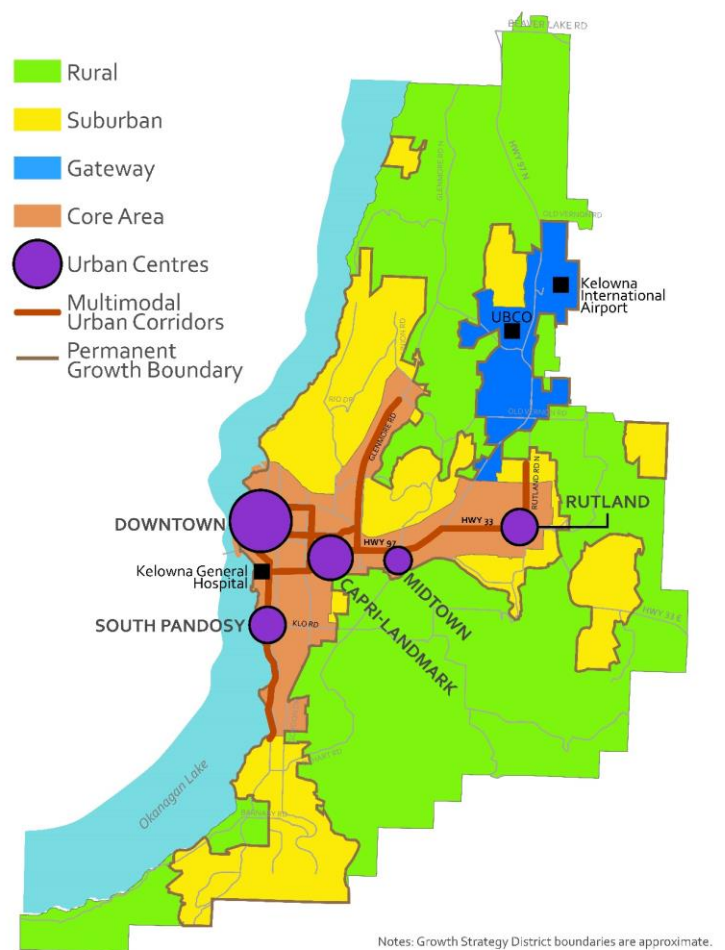 BEAVER LAKE RD
Rural
Suburban
Gateway
Core Area
Urban Centres
Multimodal
Urban Corridors
Permanent
Growth Boundary
GLENMORE RD N
HWY 97 N
OLD VERNON RD
Kelowna
International
Airport
UBCO
RIO DR
GLENMORE RD
OLD VERNON RD
RUTLAND RD N
RUTLAND
DOWNTOWN
HWY 33
HWY 97
Kelowna General
Hospital
MIDTOWN
CAPRI-LANDMARK
SOUTH PANDOSY
KLO RD
HWY 33 E
Okanagan Lake
Notes: Growth Strategy District boundaries are approximate.